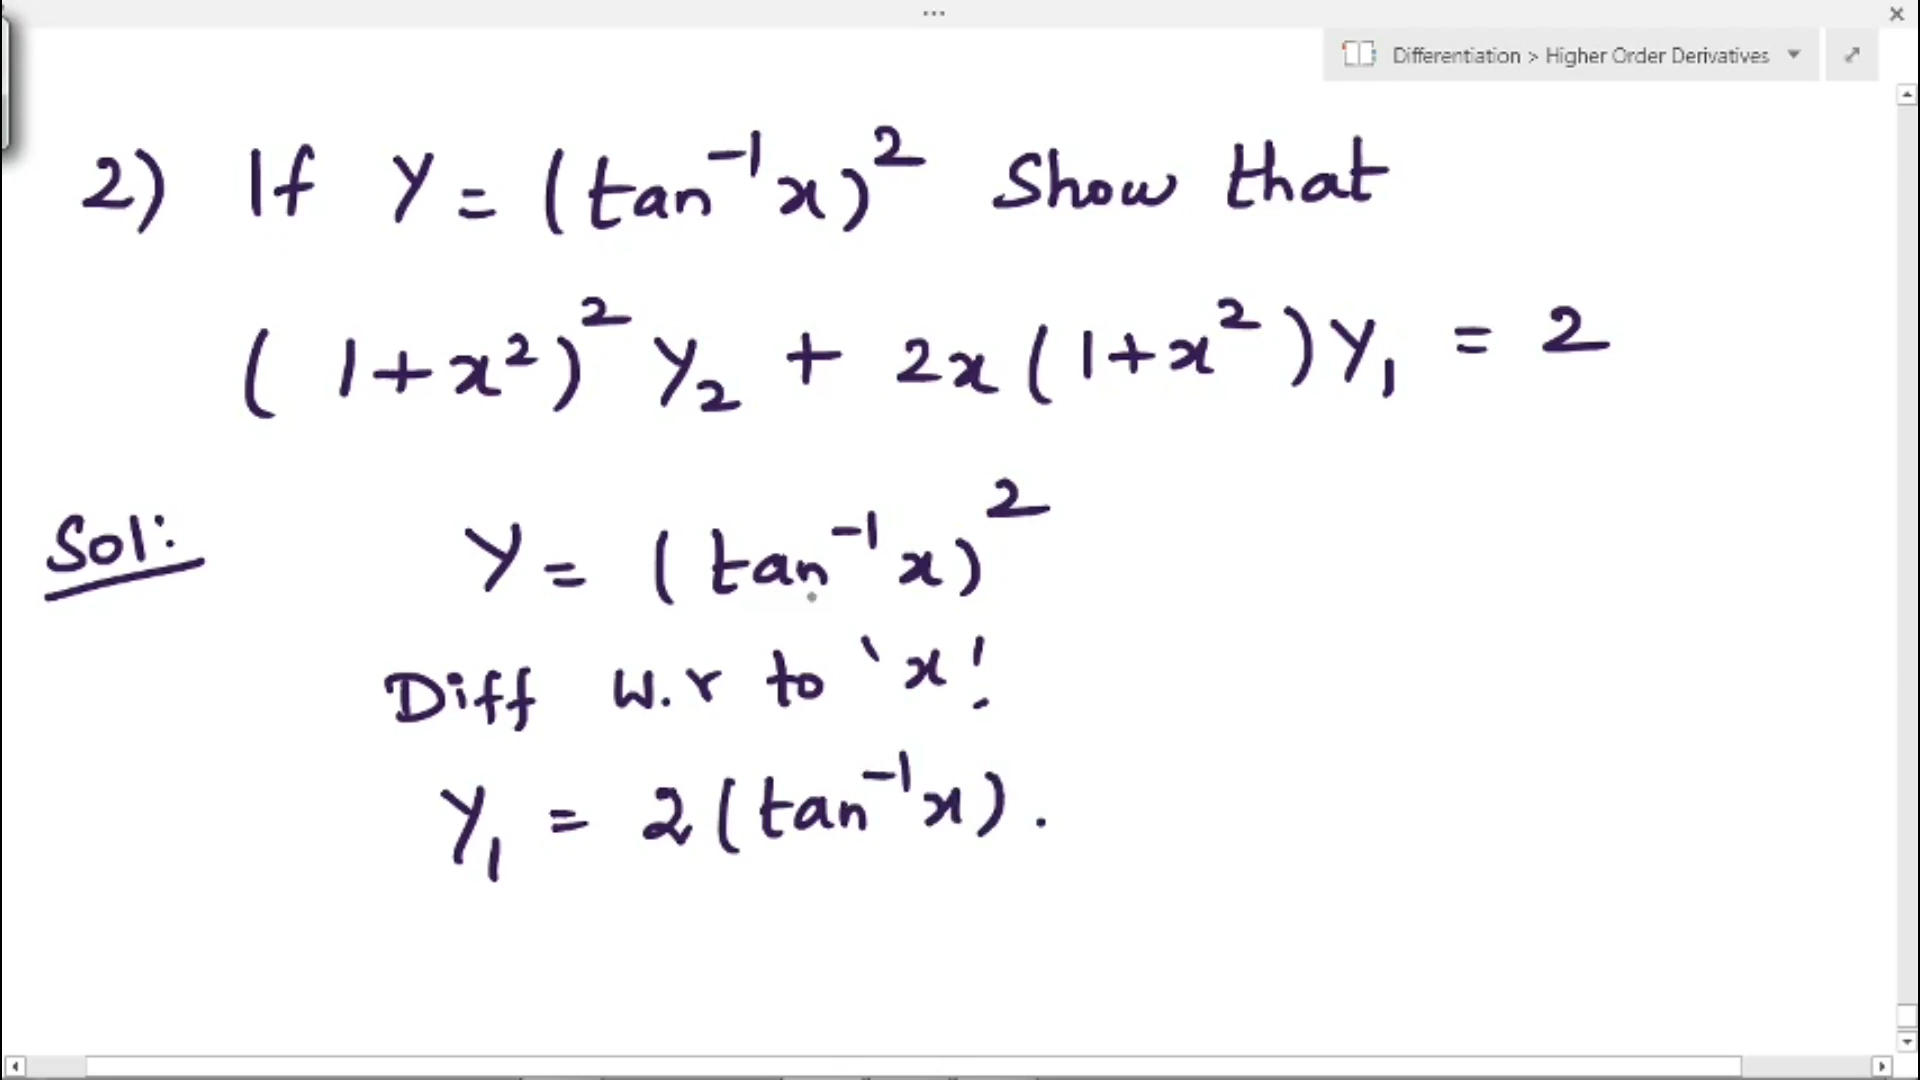 ...
Differentiation > Higher Order Derivatives
2) If Y = (tan⁻¹x)² Show that
(1+x²)² Y₂ + 2x(1+x²)Y₁ = 2
Sol: Y = (tan⁻¹x)²
Diff w.r to 'x'.
Y₁ = 2(tan⁻¹x).